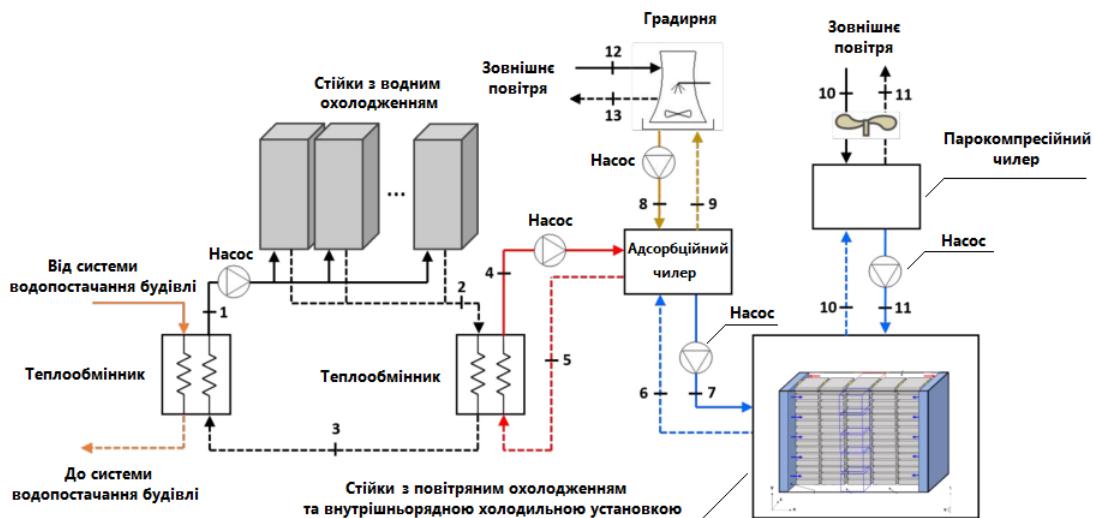 Градирня
Зовнішнє
повітря
12
13
Зовнішнє
повітря
10
11
Стійки з водним
охолодженням
...
Насос
8
9
Парокомпресійний
чилер
Насос
4
Адсорбційний
чилер
Насос
Від системи
водопостачання будівлі
Насос
1
2
10
11
Насос
5
6
7
Теплообмінник
Теплообмінник
3
До системи
водопостачання будівлі
Стійки з повітряним охолодженням
та внутрішньорядною холодильною установкою